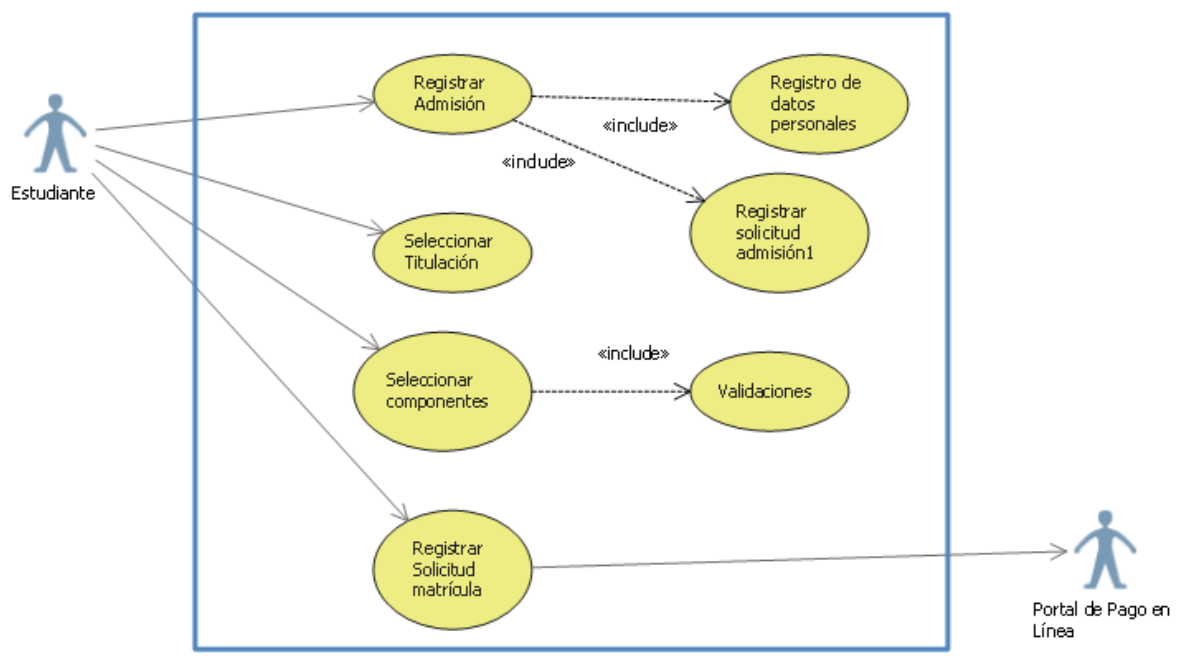 Estudiante
Registrar
Admisión
Registro de
datos
personales
«include»
«include»
Registrar
solicitud
admisión1
Seleccionar
Titulación
«include»
Seleccionar
componentes
Validaciones
Registrar
Solicitud
matrícula
Portal de Pago en
Línea